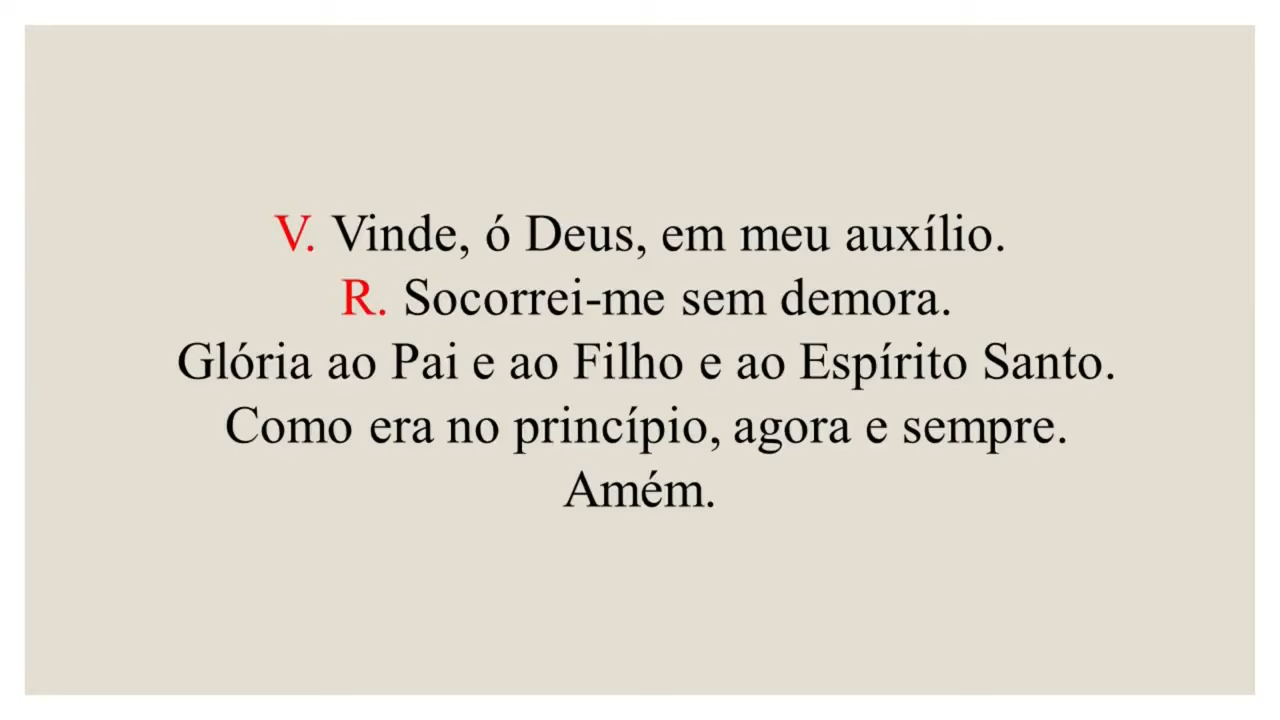 V. Vinde, ó Deus, em meu auxílio.
R. Socorrei-me sem demora.
Glória ao Pai e ao Filho e ao Espírito Santo.
Como era no princípio, agora e sempre.
Amém.